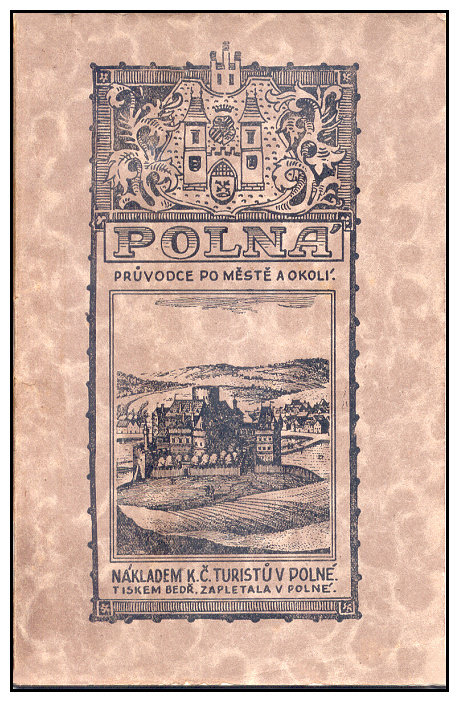 POLNÁ
PRŮVODCE PO MĚSTĚ A OKOLÍ.
NÁKLADEM K.Č. TURISTŮ V POLNÉ.
TISKEM BEDŘ. ZAPLETALA V POLNÉ.